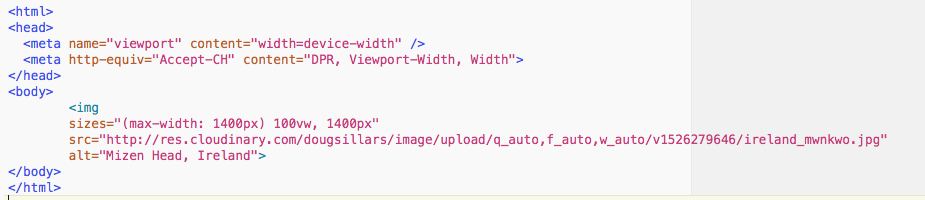 <html>
<head>
<meta name="viewport" content="width=device-width" />
<meta http-equiv="Accept-CH" content="DPR, Viewport-Width, Width">
</head>
<body>
<img
sizes="(max-width: 1400px) 100vw, 1400px"
src="http://res.cloudinary.com/dougsillars/image/upload/q_auto,f_auto,w_auto/v1526279646/ireland_mwnkwo.jpg"
alt="Mizen Head, Ireland">
</body>
</html>